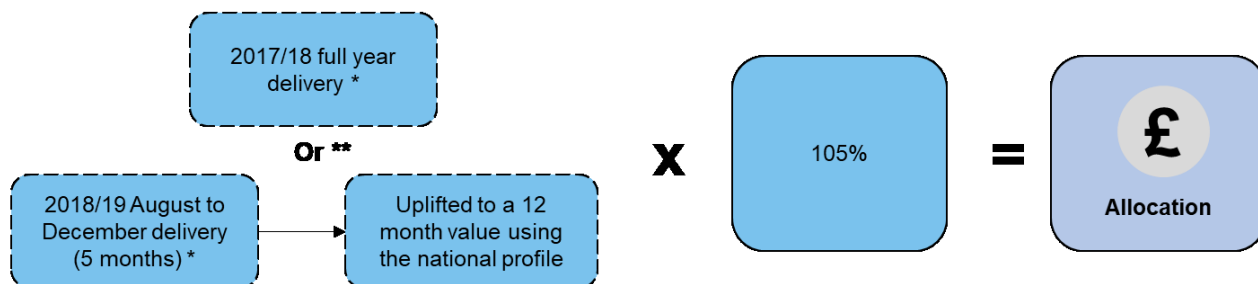 2017/18 full year
delivery *
Or **
2018/19 August to
December delivery
(5 months) *
Uplifted to a 12
month value using
the national profile
x
105%
=
£
Allocation